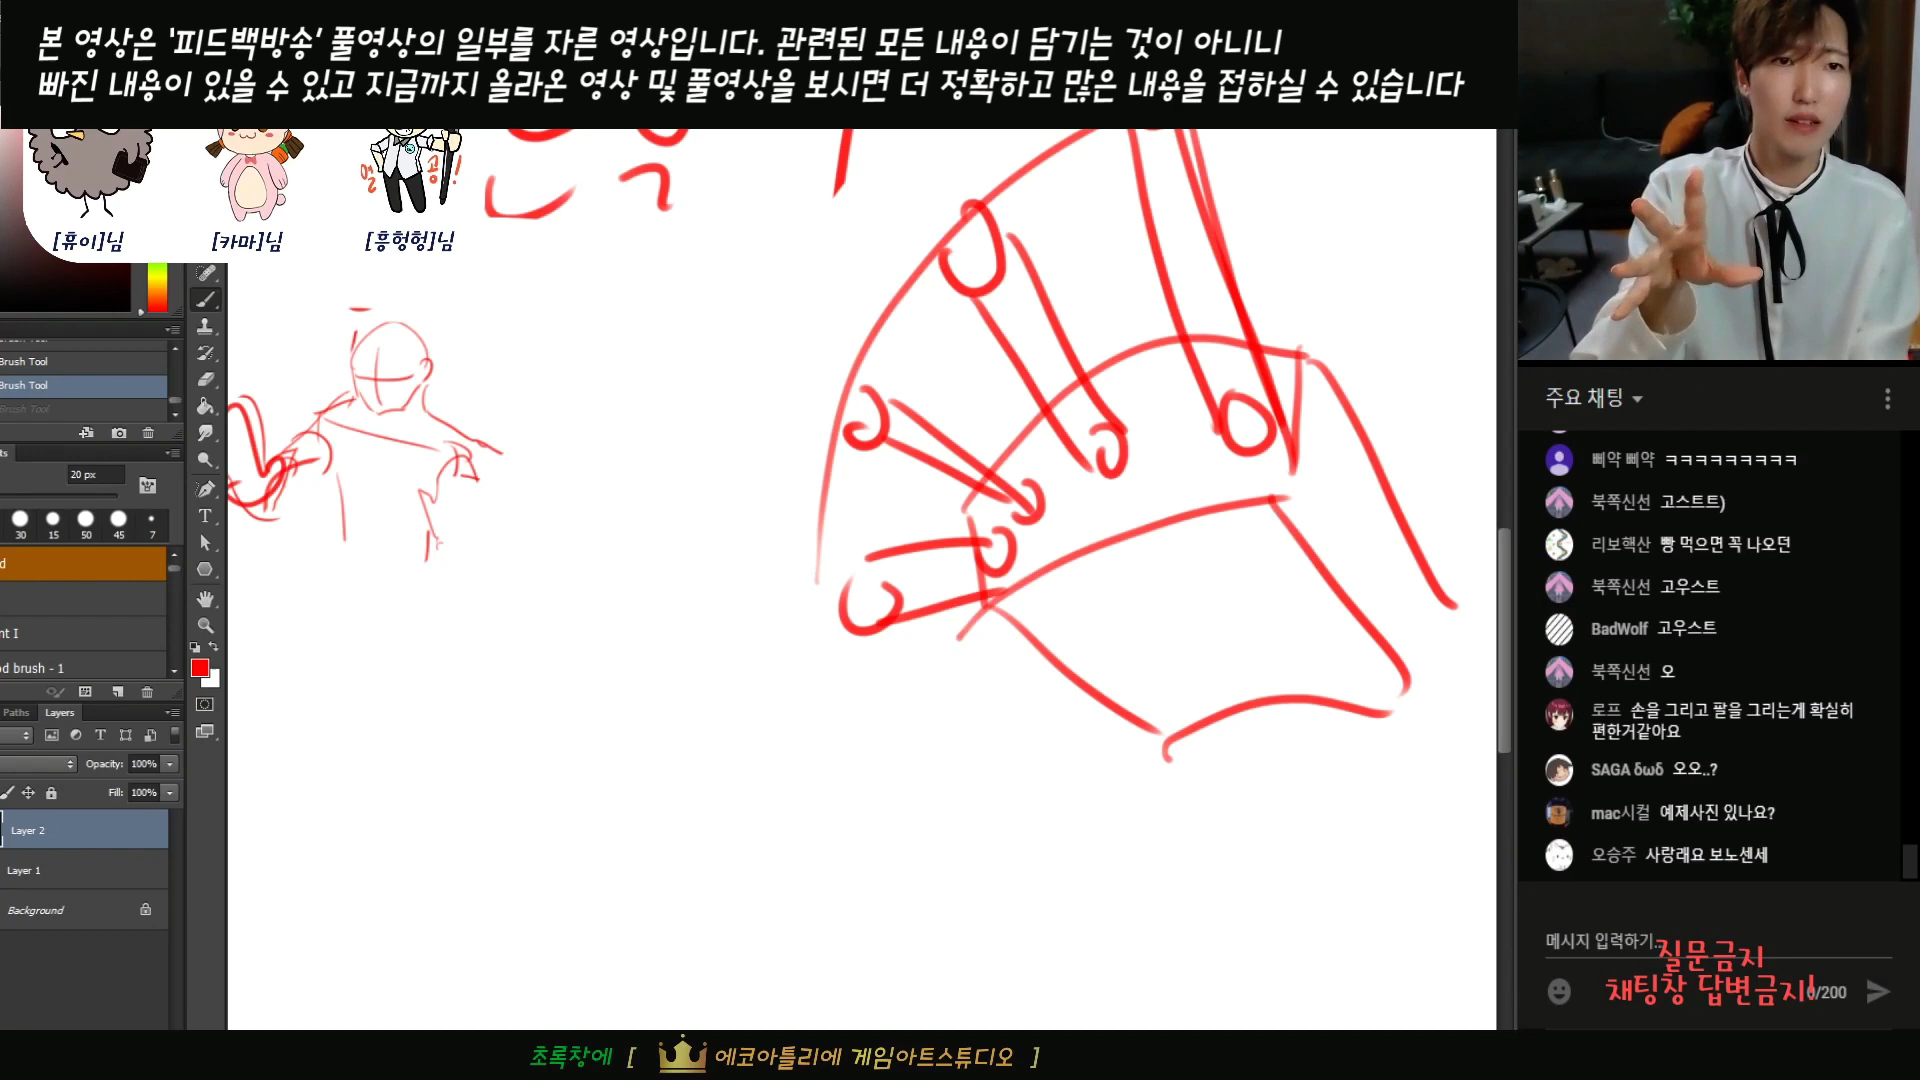 본 영상은 '피드백방송' 풀영상의 일부를 자른 영상입니다. 관련된 모든 내용이 담기는 것이 아니니
빠진 내용이 있을 수 있고 지금까지 올라온 영상 및 풀영상을 보시면 더 정확하고 많은 내용을 접하실 수 있습니다
열공!
[휴이]님
[카마]님
[흥헝헝]님
Brush Tool
Brush Tool
Brush Tool
20 px
30
15
50
45
7
d
nt I
od brush - 1
Paths
Layers
Opacity: 100%
Fill: 100%
Layer 2
Layer 1
Background
주요 채팅
삐약 삐약 ㅋㅋㅋㅋㅋㅋㅋㅋㅋ
북쪽신선 고스트트)
리보핵산 빵 먹으면 꼭 나오던
북쪽신선 고우스트
BadWolf 고우스트
북쪽신선 오
로프 손을 그리고 팔을 그리는게 확실히
편한거같아요
SAGA δωδ 오오..?
mac시컬 예제사진 있나요?
오승주 사랑해요 보노센세
메시지 입력하기...
질문금지
채팅창 답변금지!
0/200
초록창에 [ 에코아틀리에 게임아트스튜디오 ]